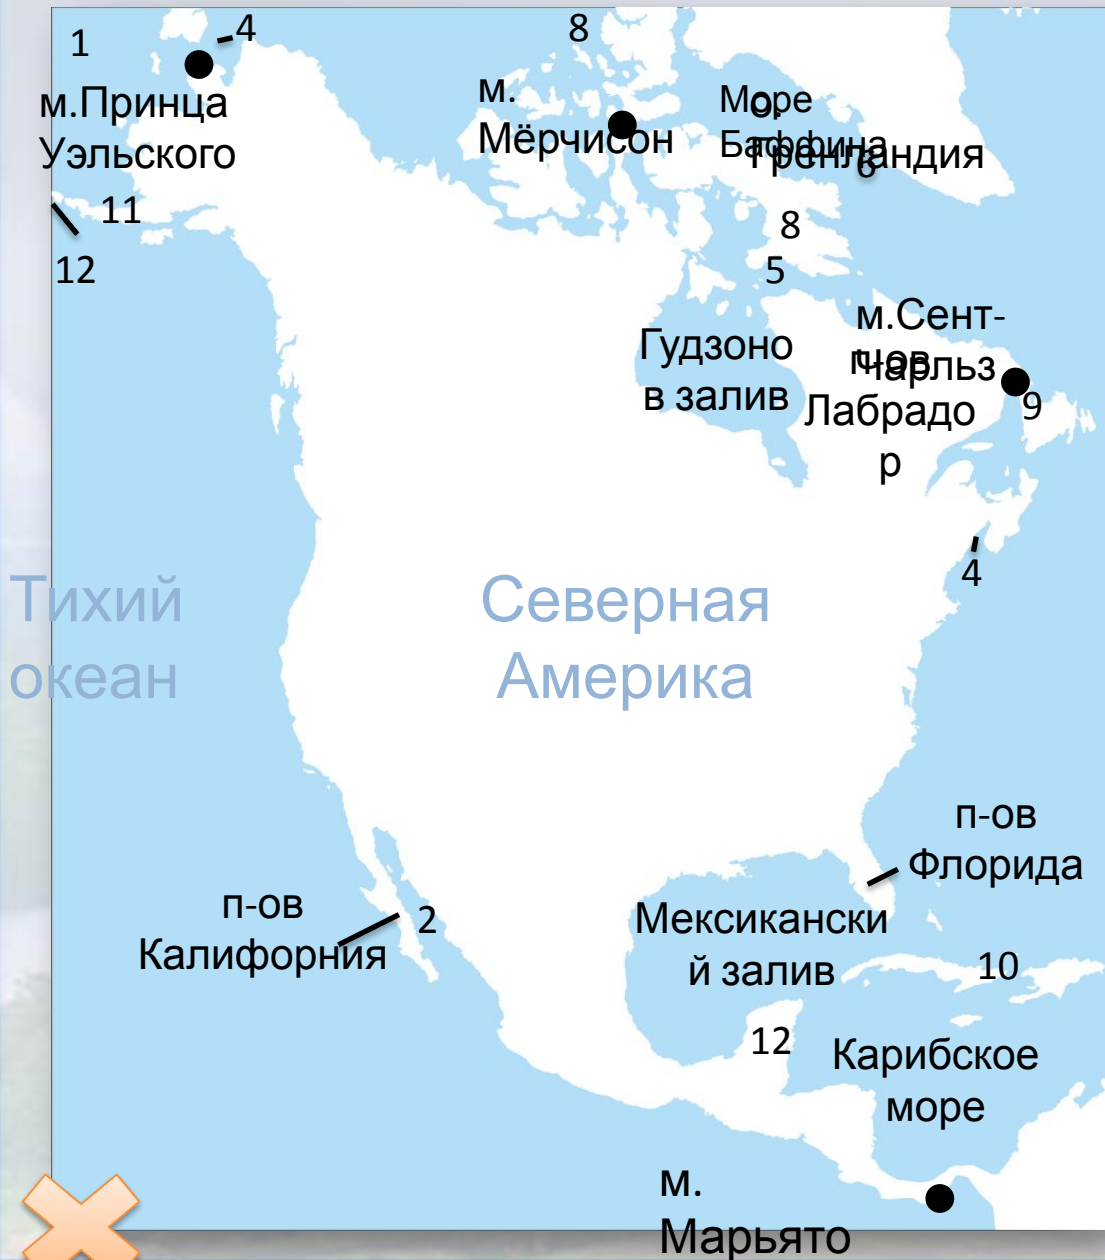 1
4
8
м.Принца
Уэльского
м.
Мёрчисон
Море
Баффина
о.
Гренландия
6
11
12
8
5
Гудзоно
в залив
м.Сент-
Чарльз
п-ов
Лабрадо
р
9
4
Тихий
океан
Северная
Америка
п-ов
Флорида
п-ов
Калифорния
2
Мексикански
й залив
10
12
Карибское
море
м.
Марьято